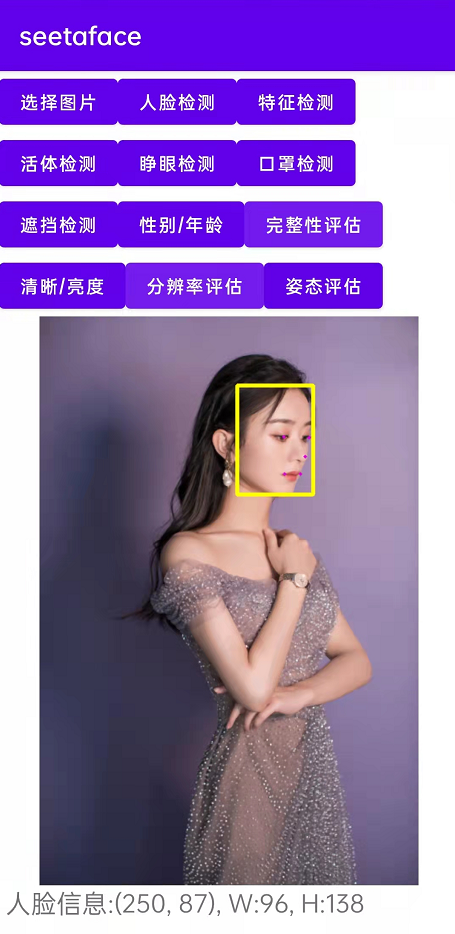 seetaface
选择图片 人脸检测 特征检测
活体检测 睁眼检测 口罩检测
遮挡检测 性别/年龄 完整性评估
清晰/亮度 分辨率评估 姿态评估
人脸信息:(250, 87), W:96, H:138